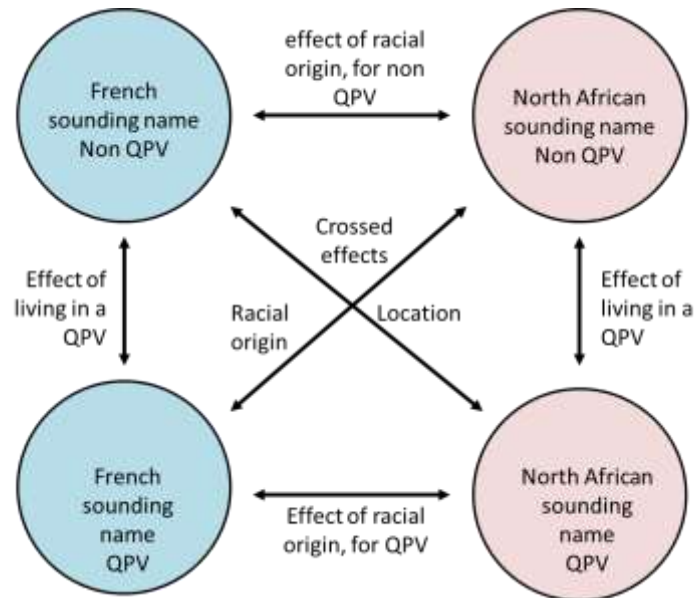 French
sounding name
Non QPV
effect of racial
origin, for non
QPV
North African
sounding name
Non QPV
Effect of
living in a
QPV
Crossed
effects
Racial
origin
Location
Effect of
living in a
QPV
French
sounding
name
QPV
Effect of racial
origin, for QPV
North African
sounding
name
QPV